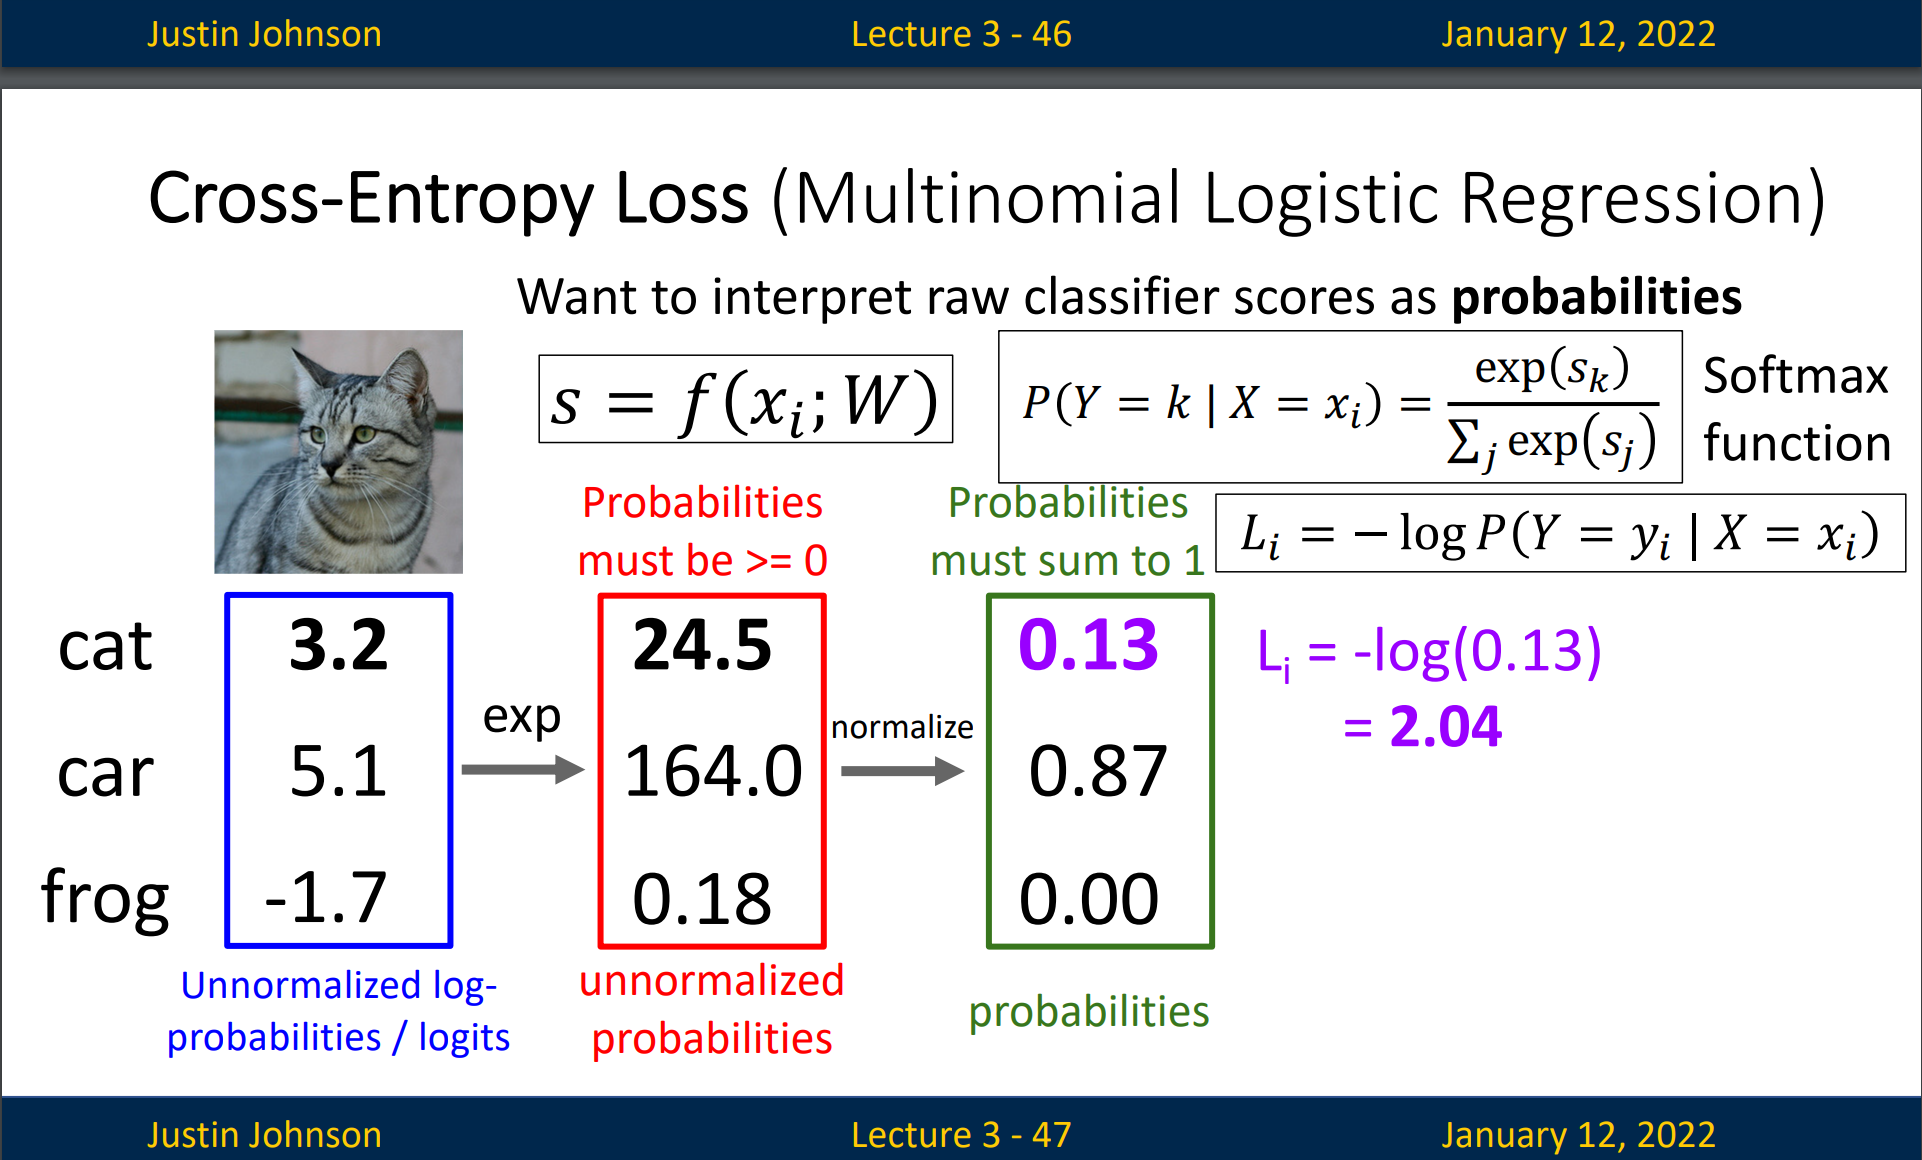 Justin Johnson
Lecture 3 - 46
January 12, 2022
Cross-Entropy Loss (Multinomial Logistic Regression)
Want to interpret raw classifier scores as probabilities
s = f(x_i; W)
P(Y = k | X = x_i) = exp(s_k) / ∑_j exp(s_j)
Softmax
function
Probabilities
must be >= 0
Probabilities
must sum to 1
L_i = − log P(Y = y_i | X = x_i)
cat 3.2 24.5 0.13
L_i = -log(0.13)
= 2.04
exp
normalize
car 5.1 164.0 0.87
frog -1.7 0.18 0.00
Unnormalized log-
probabilities / logits
unnormalized
probabilities
probabilities
Justin Johnson
Lecture 3 - 47
January 12, 2022